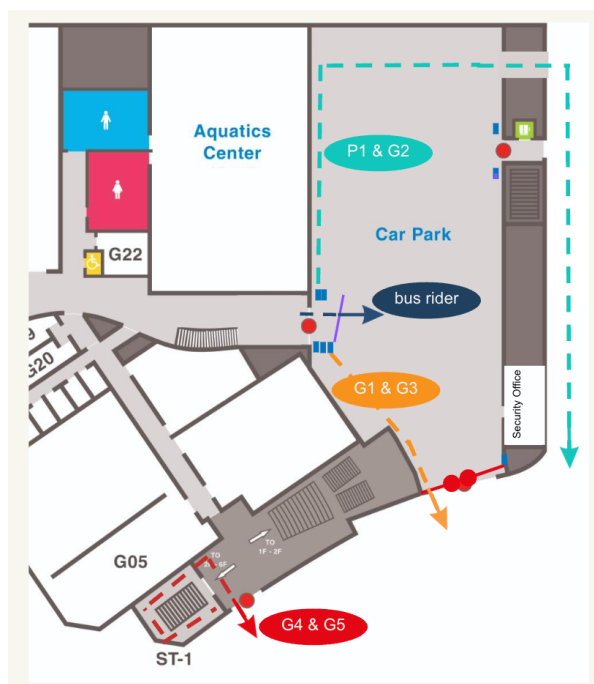 Aquatics
Center
P1 & G2
Car Park
G22
bus rider
G20
G1 & G3
Security Office
G05
TO
1F - 2F
TO
ST-1
G4 & G5